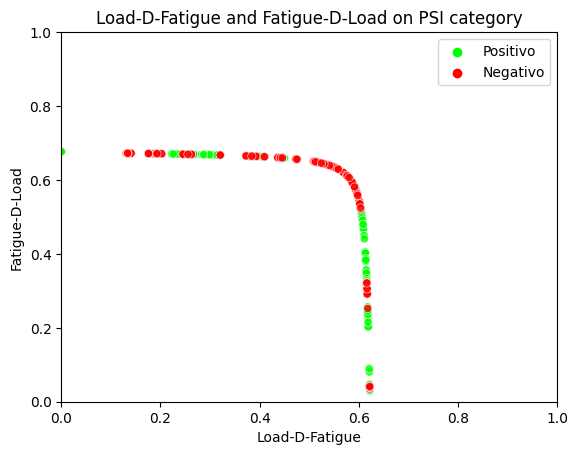 Load-D-Fatigue and Fatigue-D-Load on PSI category
Positivo
Negativo
Fatigue-D-Load
1.0
0.8
0.6
0.4
0.2
0.0
0.0 0.2 0.4 0.6 0.8 1.0
Load-D-Fatigue